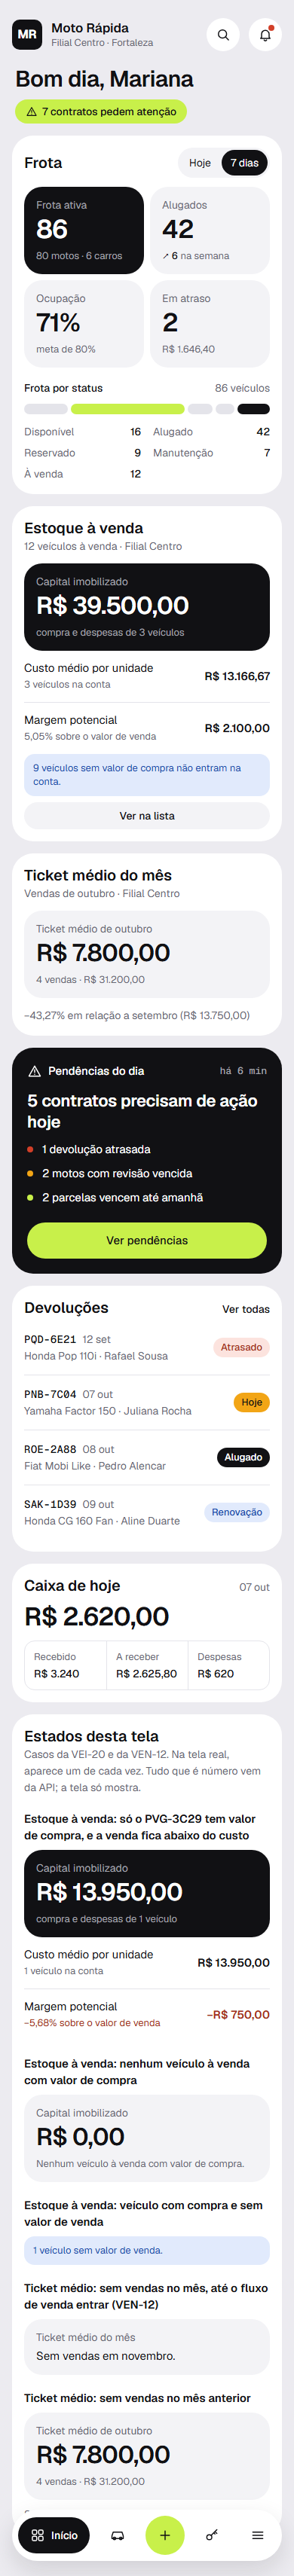 MR
Moto Rápida
Filial Centro · Fortaleza
Bom dia, Mariana
7 contratos pedem atenção
Frota
Hoje
7 dias
Frota ativa
86
80 motos · 6 carros
Alugados
42
↗ 6 na semana
Ocupação
71%
meta de 80%
Em atraso
2
R$ 1.646,40
Frota por status
86 veículos
Disponível 16
Alugado 42
Reservado 9
Manutenção 7
À venda 12
Estoque à venda
12 veículos à venda · Filial Centro
Capital imobilizado
R$ 39.500,00
compra e despesas de 3 veículos
Custo médio por unidade
3 veículos na conta
R$ 13.166,67
Margem potencial
5,05% sobre o valor de venda
R$ 2.100,00
9 veículos sem valor de compra não entram na
conta.
Ver na lista
Ticket médio do mês
Vendas de outubro · Filial Centro
Ticket médio de outubro
R$ 7.800,00
4 vendas · R$ 31.200,00
−43,27% em relação a setembro (R$ 13.750,00)
Pendências do dia
há 6 min
5 contratos precisam de ação
hoje
1 devolução atrasada
2 motos com revisão vencida
2 parcelas vencem até amanhã
Ver pendências
Devoluções
Ver todas
PQD-6E21 12 set
Honda Pop 110i · Rafael Sousa
Atrasado
PNB-7C04 07 out
Yamaha Factor 150 · Juliana Rocha
Hoje
ROE-2A88 08 out
Fiat Mobi Like · Pedro Alencar
Alugado
SAK-1D39 09 out
Honda CG 160 Fan · Aline Duarte
Renovação
Caixa de hoje
07 out
R$ 2.620,00
Recebido
R$ 3.240
A receber
R$ 2.625,80
Despesas
R$ 620
Estados desta tela
Casos da VEI-20 e da VEN-12. Na tela real,
aparece um de cada vez. Tudo que é número vem
da API; a tela só mostra.
Estoque à venda: só o PVG-3C29 tem valor
de compra, e a venda fica abaixo do custo
Capital imobilizado
R$ 13.950,00
compra e despesas de 1 veículo
Custo médio por unidade
1 veículo na conta
R$ 13.950,00
Margem potencial
−5,68% sobre o valor de venda
−R$ 750,00
Estoque à venda: nenhum veículo à venda
com valor de compra
Capital imobilizado
R$ 0,00
Nenhum veículo à venda com valor de compra.
Estoque à venda: veículo com compra e sem
valor de venda
1 veículo sem valor de venda.
Ticket médio: sem vendas no mês, até o fluxo
de venda entrar (VEN-12)
Ticket médio do mês
Sem vendas em novembro.
Ticket médio: sem vendas no mês anterior
Ticket médio de outubro
R$ 7.800,00
4 vendas · R$ 31.200,00
Início